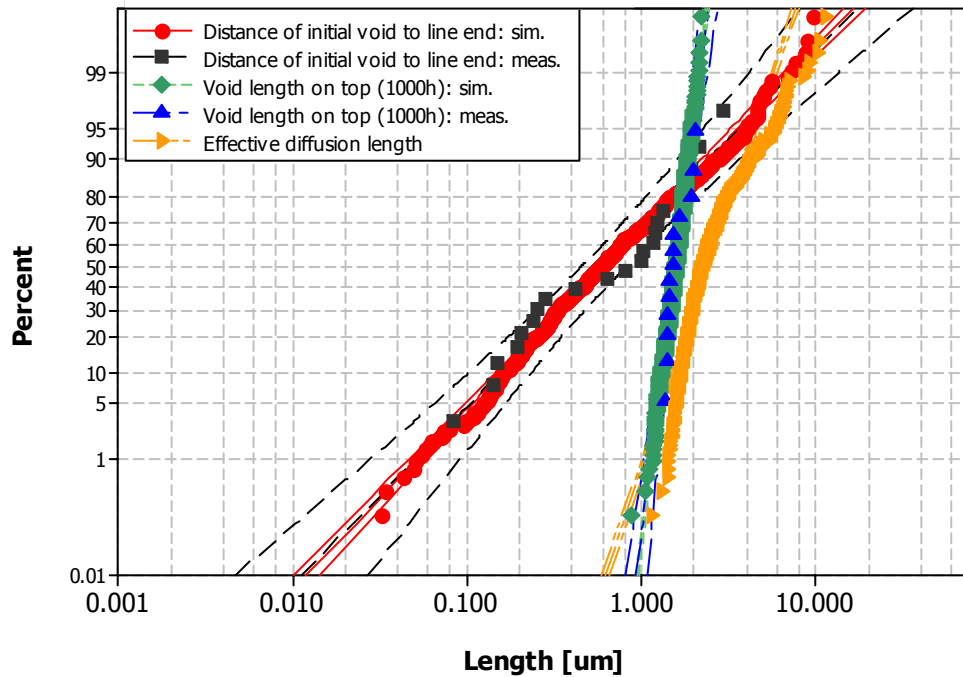 Distance of initial void to line end: sim.
Distance of initial void to line end: meas.
Void length on top (1000h): sim.
Void length on top (1000h): meas.
Effective diffusion length
Percent
99
95
90
80
70
60
50
40
30
20
10
5
1
0.01
0.001
0.010
0.100
1.000
10.000
Length [um]